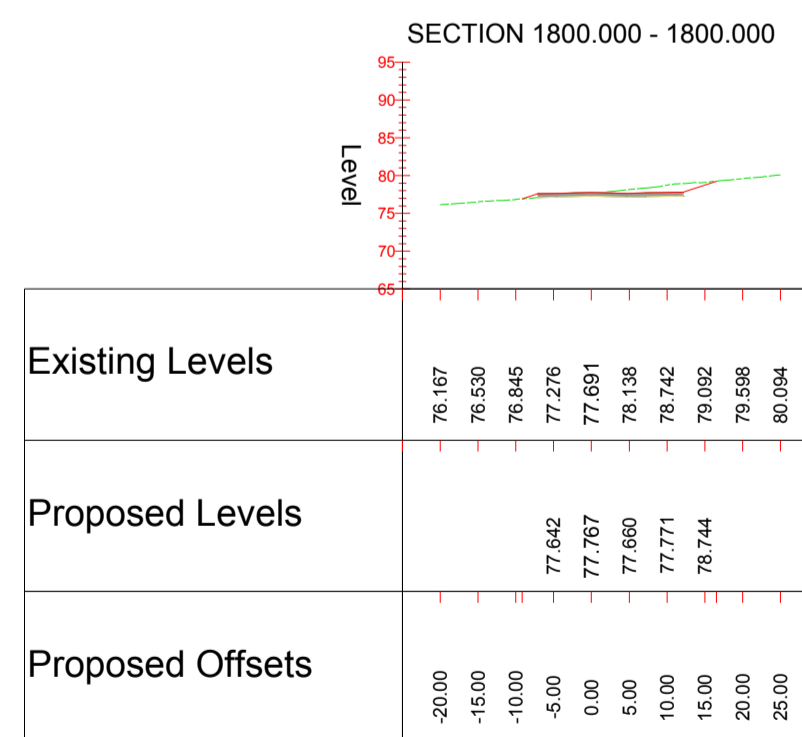 SECTION 1800.000 - 1800.000
95
90
85
80
75
70
65
Level
Existing Levels
76.167 76.530 76.845 77.276 77.691 78.138 78.742 79.092 79.598 80.094
Proposed Levels
77.642 77.767 77.660 77.771 78.744
Proposed Offsets
-20.00 -15.00 -10.00 -5.00 0.00 5.00 10.00 15.00 20.00 25.00